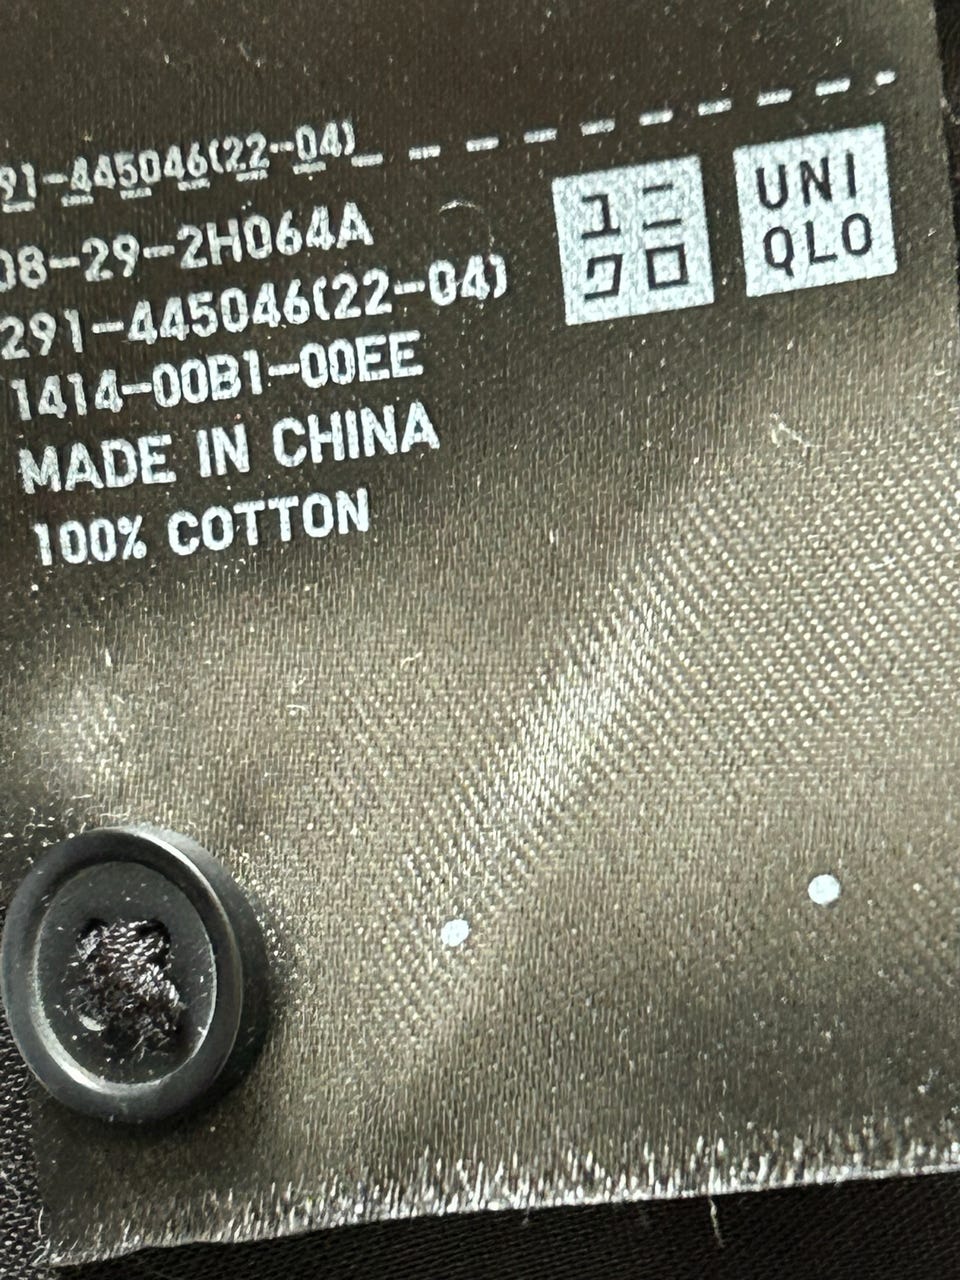 91-445046(22-04)
08-29-2H064A
291-445046(22-04)
1414-00B1-00EE
MADE IN CHINA
100% COTTON
ユニ
クロ
UNI
QLO